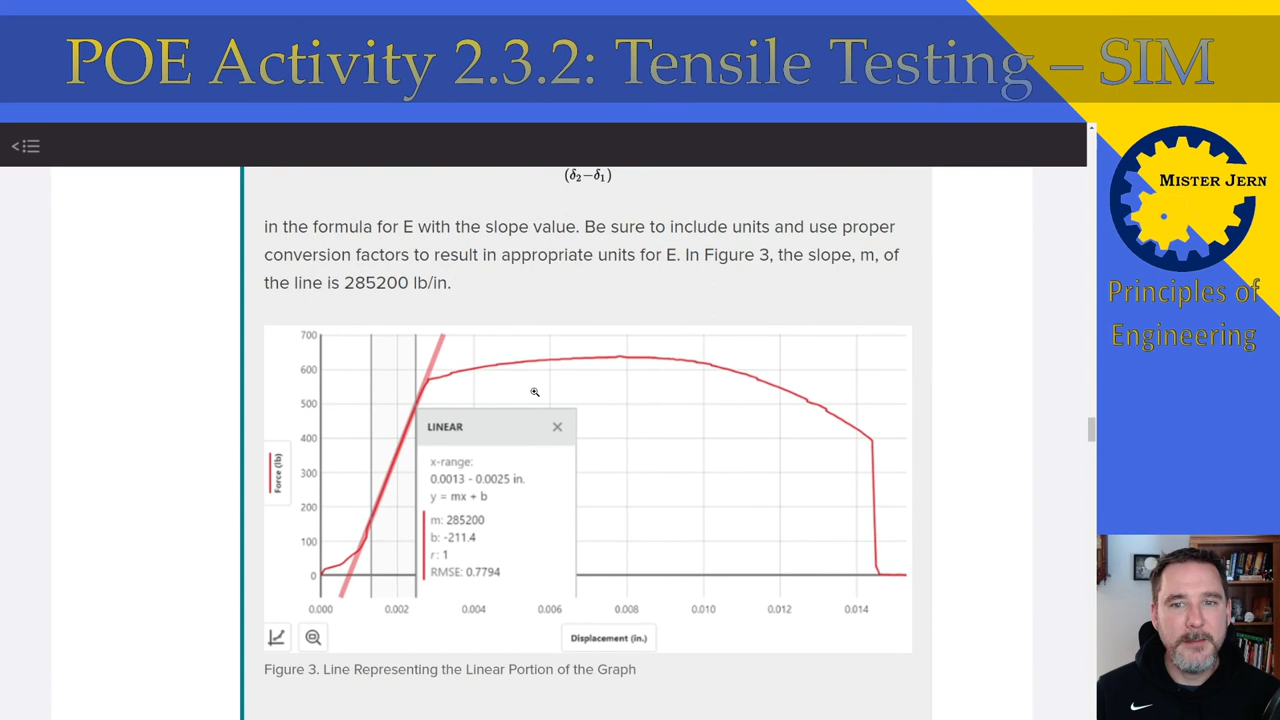 POE Activity 2.3.2: Tensile Testing – SIM
MISTER JERN
Principles of
Engineering
(δ₂−δ₁)
in the formula for E with the slope value. Be sure to include units and use proper
conversion factors to result in appropriate units for E. In Figure 3, the slope, m, of
the line is 285200 lb/in.
700
600
500
400
300
200
100
0
Force (lb)
LINEAR
x-range:
0.0013 - 0.0025 in.
y = mx + b
m: 285200
b: -211.4
r: 1
RMSE: 0.7794
0.000 0.002 0.004 0.006 0.008 0.010 0.012 0.014
Displacement (in.)
Figure 3. Line Representing the Linear Portion of the Graph